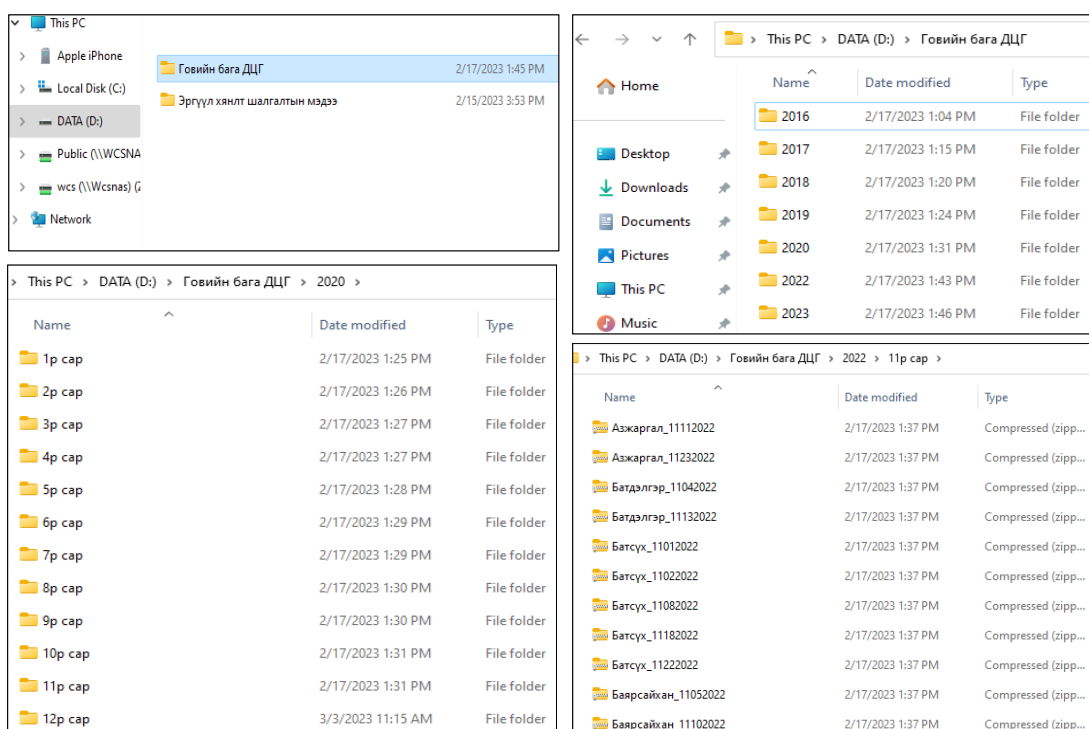 This PC
Apple iPhone
Local Disk (C:)
DATA (D:)
Public (\\WCSNA
wcs (\\Wcsnas) (Z
Network
Говийн бага ДЦГ 2/17/2023 1:45 PM
Эргүүл хянлт шалгалтын мэдээ 2/15/2023 3:53 PM
This PC > DATA (D:) > Говийн бага ДЦГ
Home
Desktop
Downloads
Documents
Pictures
This PC
Music
Name Date modified Type
2016 2/17/2023 1:04 PM File folder
2017 2/17/2023 1:15 PM File folder
2018 2/17/2023 1:20 PM File folder
2019 2/17/2023 1:24 PM File folder
2020 2/17/2023 1:31 PM File folder
2022 2/17/2023 1:43 PM File folder
2023 2/17/2023 1:46 PM File folder
> This PC > DATA (D:) > Говийн бага ДЦГ > 2020 >
Name Date modified Type
1р сар 2/17/2023 1:25 PM File folder
2р сар 2/17/2023 1:26 PM File folder
3р сар 2/17/2023 1:27 PM File folder
4р сар 2/17/2023 1:27 PM File folder
5р сар 2/17/2023 1:28 PM File folder
6р сар 2/17/2023 1:29 PM File folder
7р сар 2/17/2023 1:29 PM File folder
8р сар 2/17/2023 1:30 PM File folder
9р сар 2/17/2023 1:30 PM File folder
10р сар 2/17/2023 1:31 PM File folder
11р сар 2/17/2023 1:31 PM File folder
12р сар 3/3/2023 11:15 AM File folder
> This PC > DATA (D:) > Говийн бага ДЦГ > 2022 > 11р сар >
Name Date modified Type
Азжаргал_11112022 2/17/2023 1:37 PM Compressed (zipp...
Азжаргал_11232022 2/17/2023 1:37 PM Compressed (zipp...
Батдэлгэр_11042022 2/17/2023 1:37 PM Compressed (zipp...
Батдэлгэр_11132022 2/17/2023 1:37 PM Compressed (zipp...
Батсүх_11012022 2/17/2023 1:37 PM Compressed (zipp...
Батсүх_11022022 2/17/2023 1:37 PM Compressed (zipp...
Батсүх_11082022 2/17/2023 1:37 PM Compressed (zipp...
Батсүх_11182022 2/17/2023 1:37 PM Compressed (zipp...
Батсүх_11222022 2/17/2023 1:37 PM Compressed (zipp...
Баярсайхан_11052022 2/17/2023 1:37 PM Compressed (zipp...
Баярсайхан_11102022 2/17/2023 1:37 PM Compressed (zipp...